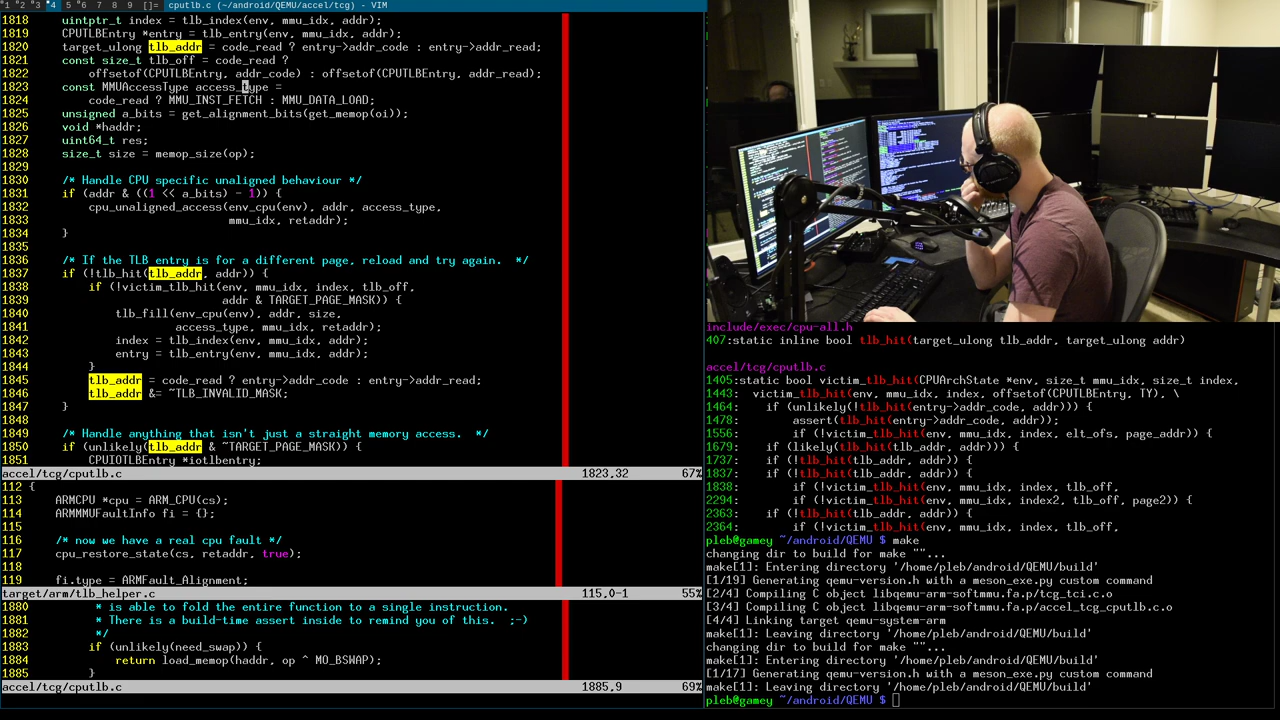 1 2 3 4 5 6 7 8 9 []= cputlb.c (~/android/QEMU/accel/tcg) - VIM
1818 uintptr_t index = tlb_index(env, mmu_idx, addr);
1819 CPUTLBEntry *entry = tlb_entry(env, mmu_idx, addr);
1820 target_ulong tlb_addr = code_read ? entry->addr_code : entry->addr_read;
1821 const size_t tlb_off = code_read ?
1822 offsetof(CPUTLBEntry, addr_code) : offsetof(CPUTLBEntry, addr_read);
1823 const MMUAccessType access_type =
1824 code_read ? MMU_INST_FETCH : MMU_DATA_LOAD;
1825 unsigned a_bits = get_alignment_bits(get_memop(oi));
1826 void *haddr;
1827 uint64_t res;
1828 size_t size = memop_size(op);
1829
1830 /* Handle CPU specific unaligned behaviour */
1831 if (addr & ((1 << a_bits) - 1)) {
1832 cpu_unaligned_access(env_cpu(env), addr, access_type,
1833 mmu_idx, retaddr);
1834 }
1835
1836 /* If the TLB entry is for a different page, reload and try again. */
1837 if (!tlb_hit(tlb_addr, addr)) {
1838 if (!victim_tlb_hit(env, mmu_idx, index, tlb_off,
1839 addr & TARGET_PAGE_MASK)) {
1840 tlb_fill(env_cpu(env), addr, size,
1841 access_type, mmu_idx, retaddr);
1842 index = tlb_index(env, mmu_idx, addr);
1843 entry = tlb_entry(env, mmu_idx, addr);
1844 }
1845 tlb_addr = code_read ? entry->addr_code : entry->addr_read;
1846 tlb_addr &= ~TLB_INVALID_MASK;
1847 }
1848
1849 /* Handle anything that isn't just a straight memory access. */
1850 if (unlikely(tlb_addr & ~TARGET_PAGE_MASK)) {
1851 CPUIOTLBEntry *iotlbentry;
accel/tcg/cputlb.c 1823,32 67%
112 {
113 ARMCPU *cpu = ARM_CPU(cs);
114 ARMMMUFaultInfo fi = {};
115
116 /* now we have a real cpu fault */
117 cpu_restore_state(cs, retaddr, true);
118
119 fi.type = ARMFault_Alignment;
target/arm/tlb_helper.c 115,0-1 55%
1880 * is able to fold the entire function to a single instruction.
1881 * There is a build-time assert inside to remind you of this. ;-)
1882 */
1883 if (unlikely(need_swap)) {
1884 return load_memop(haddr, op ^ MO_BSWAP);
1885 }
accel/tcg/cputlb.c 1885,9 69%
include/exec/cpu-all.h
407:static inline bool tlb_hit(target_ulong tlb_addr, target_ulong addr)
accel/tcg/cputlb.c
1405:static bool victim_tlb_hit(CPUArchState *env, size_t mmu_idx, size_t index,
1443: victim_tlb_hit(env, mmu_idx, index, offsetof(CPUTLBEntry, TY), \
1464: if (unlikely(!tlb_hit(entry->addr_code, addr))) {
1478: assert(tlb_hit(entry->addr_code, addr));
1556: if (!victim_tlb_hit(env, mmu_idx, index, elt_ofs, page_addr)) {
1679: if (likely(tlb_hit(tlb_addr, addr))) {
1737: if (!tlb_hit(tlb_addr, addr)) {
1837: if (!tlb_hit(tlb_addr, addr)) {
1838: if (!victim_tlb_hit(env, mmu_idx, index, tlb_off,
2294: if (!victim_tlb_hit(env, mmu_idx, index2, tlb_off, page2)) {
2363: if (!tlb_hit(tlb_addr, addr)) {
2364: if (!victim_tlb_hit(env, mmu_idx, index, tlb_off,
pleb@gamey ~/android/QEMU $ make
changing dir to build for make ""...
make[1]: Entering directory '/home/pleb/android/QEMU/build'
[1/19] Generating qemu-version.h with a meson_exe.py custom command
[2/4] Compiling C object libqemu-arm-softmmu.fa.p/tcg_tci.c.o
[3/4] Compiling C object libqemu-arm-softmmu.fa.p/accel_tcg_cputlb.c.o
[4/4] Linking target qemu-system-arm
make[1]: Leaving directory '/home/pleb/android/QEMU/build'
changing dir to build for make ""...
make[1]: Entering directory '/home/pleb/android/QEMU/build'
[1/17] Generating qemu-version.h with a meson_exe.py custom command
make[1]: Leaving directory '/home/pleb/android/QEMU/build'
pleb@gamey ~/android/QEMU $